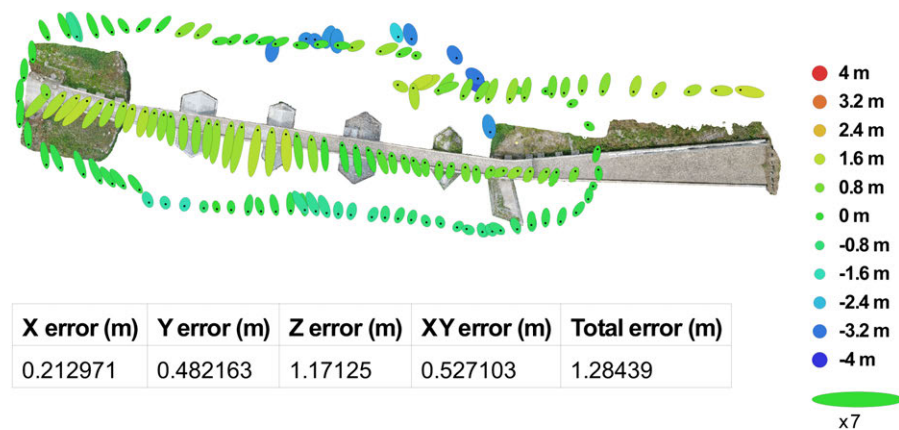 4 m
3.2 m
2.4 m
1.6 m
0.8 m
0 m
-0.8 m
-1.6 m
-2.4 m
-3.2 m
-4 m
x7
X error (m) Y error (m) Z error (m) XY error (m) Total error (m)
0.212971 0.482163 1.17125 0.527103 1.28439